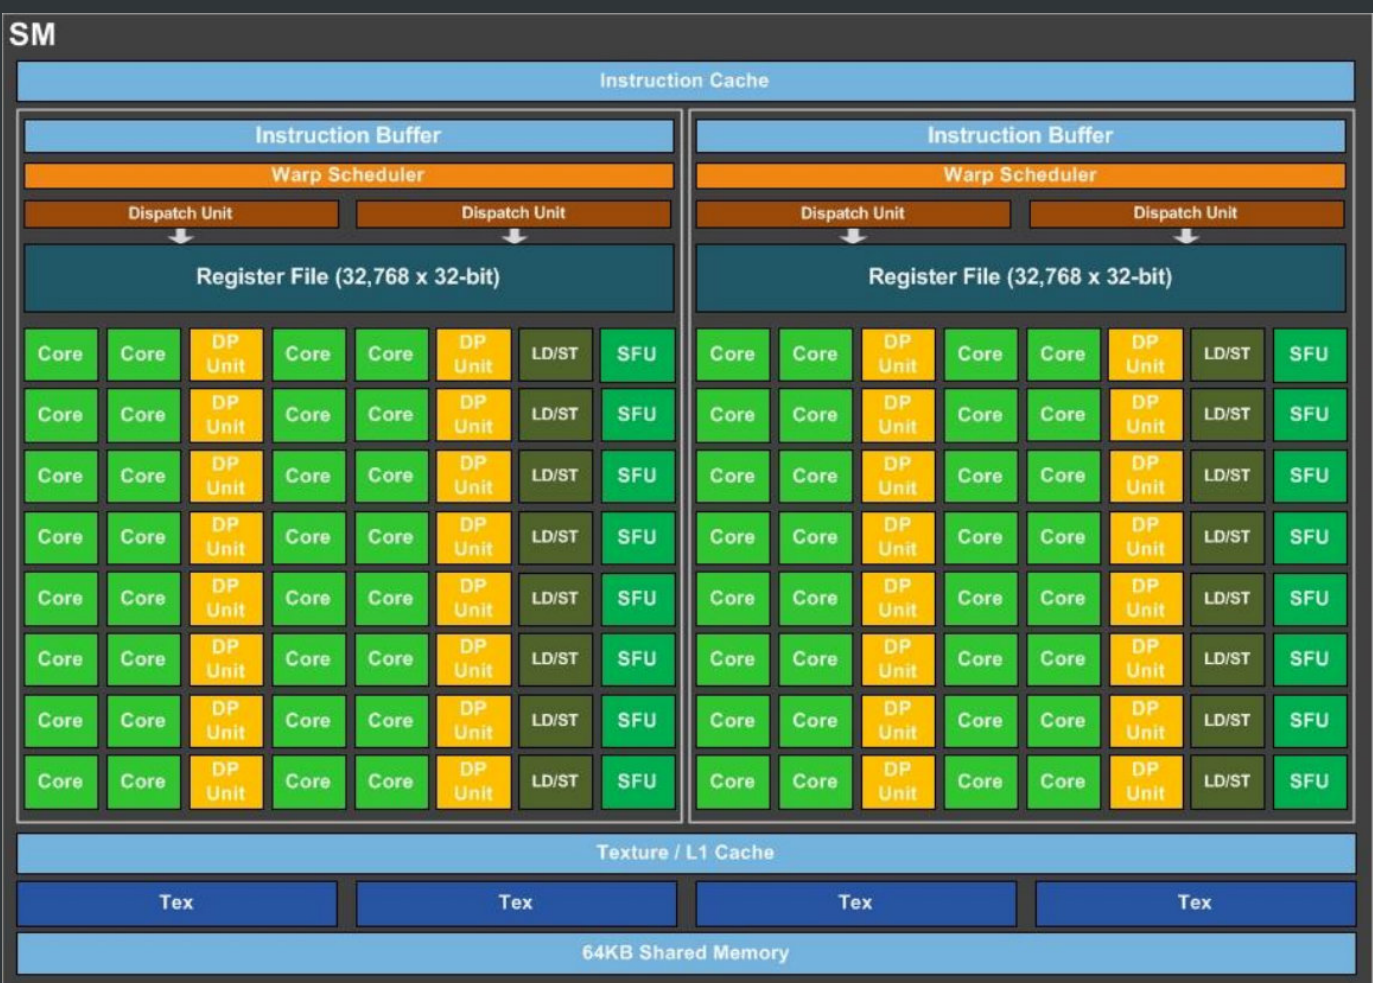 SM
Instruction Cache
Instruction Buffer Instruction Buffer
Warp Scheduler Warp Scheduler
Dispatch Unit Dispatch Unit Dispatch Unit Dispatch Unit
Register File (32,768 x 32-bit) Register File (32,768 x 32-bit)
Core Core DP Unit Core Core DP Unit LD/ST SFU Core Core DP Unit Core Core DP Unit LD/ST SFU
Core Core DP Unit Core Core DP Unit LD/ST SFU Core Core DP Unit Core Core DP Unit LD/ST SFU
Core Core DP Unit Core Core DP Unit LD/ST SFU Core Core DP Unit Core Core DP Unit LD/ST SFU
Core Core DP Unit Core Core DP Unit LD/ST SFU Core Core DP Unit Core Core DP Unit LD/ST SFU
Core Core DP Unit Core Core DP Unit LD/ST SFU Core Core DP Unit Core Core DP Unit LD/ST SFU
Core Core DP Unit Core Core DP Unit LD/ST SFU Core Core DP Unit Core Core DP Unit LD/ST SFU
Core Core DP Unit Core Core DP Unit LD/ST SFU Core Core DP Unit Core Core DP Unit LD/ST SFU
Core Core DP Unit Core Core DP Unit LD/ST SFU Core Core DP Unit Core Core DP Unit LD/ST SFU
Texture / L1 Cache
Tex Tex Tex Tex
64KB Shared Memory